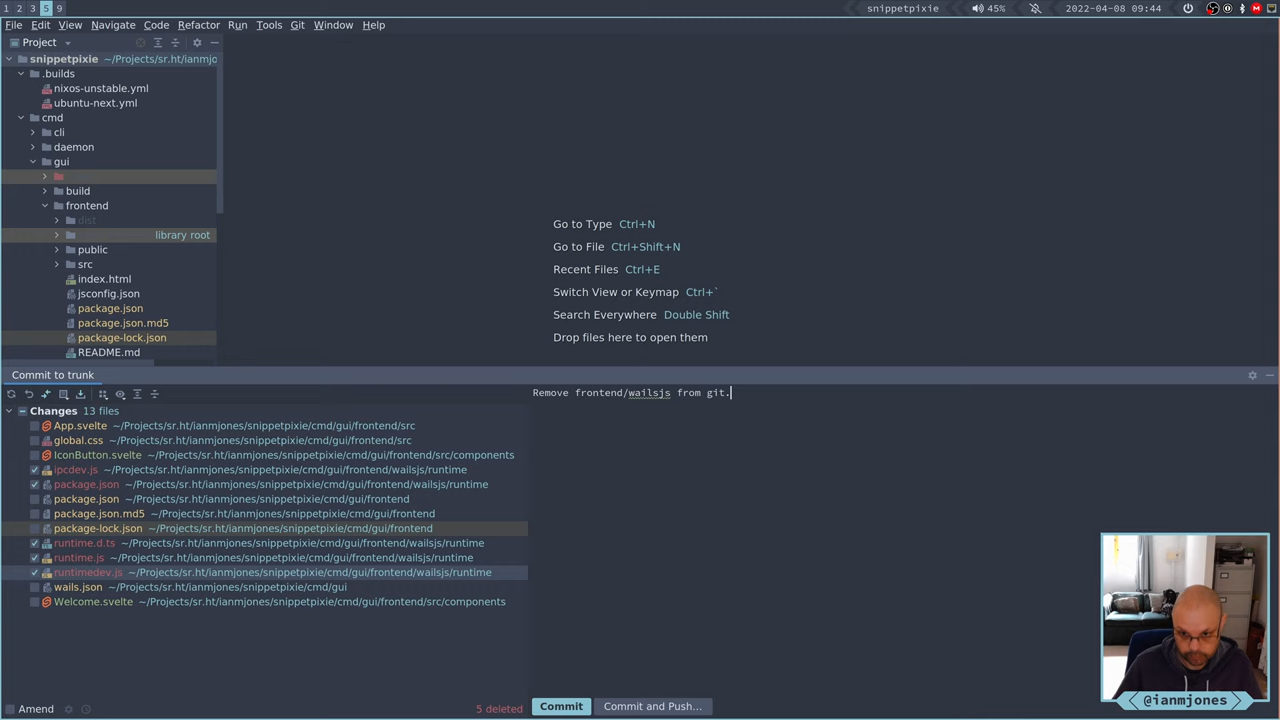 1 2 3 5 9
snippetpixie
45%
2022-04-08 09:44
File Edit View Navigate Code Refactor Run Tools Git Window Help
Project
snippetpixie ~/Projects/sr.ht/ianmjo
.builds
nixos-unstable.yml
ubuntu-next.yml
cmd
cli
daemon
gui
build
frontend
dist
library root
public
src
index.html
jsconfig.json
package.json
package.json.md5
package-lock.json
README.md
Go to Type Ctrl+N
Go to File Ctrl+Shift+N
Recent Files Ctrl+E
Switch View or Keymap Ctrl+`
Search Everywhere Double Shift
Drop files here to open them
Commit to trunk
Changes 13 files
App.svelte ~/Projects/sr.ht/ianmjones/snippetpixie/cmd/gui/frontend/src
global.css ~/Projects/sr.ht/ianmjones/snippetpixie/cmd/gui/frontend/src
IconButton.svelte ~/Projects/sr.ht/ianmjones/snippetpixie/cmd/gui/frontend/src/components
ipcdev.js ~/Projects/sr.ht/ianmjones/snippetpixie/cmd/gui/frontend/wailsjs/runtime
package.json ~/Projects/sr.ht/ianmjones/snippetpixie/cmd/gui/frontend/wailsjs/runtime
package.json ~/Projects/sr.ht/ianmjones/snippetpixie/cmd/gui/frontend
package.json.md5 ~/Projects/sr.ht/ianmjones/snippetpixie/cmd/gui/frontend
package-lock.json ~/Projects/sr.ht/ianmjones/snippetpixie/cmd/gui/frontend
runtime.d.ts ~/Projects/sr.ht/ianmjones/snippetpixie/cmd/gui/frontend/wailsjs/runtime
runtime.js ~/Projects/sr.ht/ianmjones/snippetpixie/cmd/gui/frontend/wailsjs/runtime
runtimedev.js ~/Projects/sr.ht/ianmjones/snippetpixie/cmd/gui/frontend/wailsjs/runtime
wails.json ~/Projects/sr.ht/ianmjones/snippetpixie/cmd/gui
Welcome.svelte ~/Projects/sr.ht/ianmjones/snippetpixie/cmd/gui/frontend/src/components
Remove frontend/wailsjs from git.
Amend
5 deleted
Commit
Commit and Push...
@ianmjones